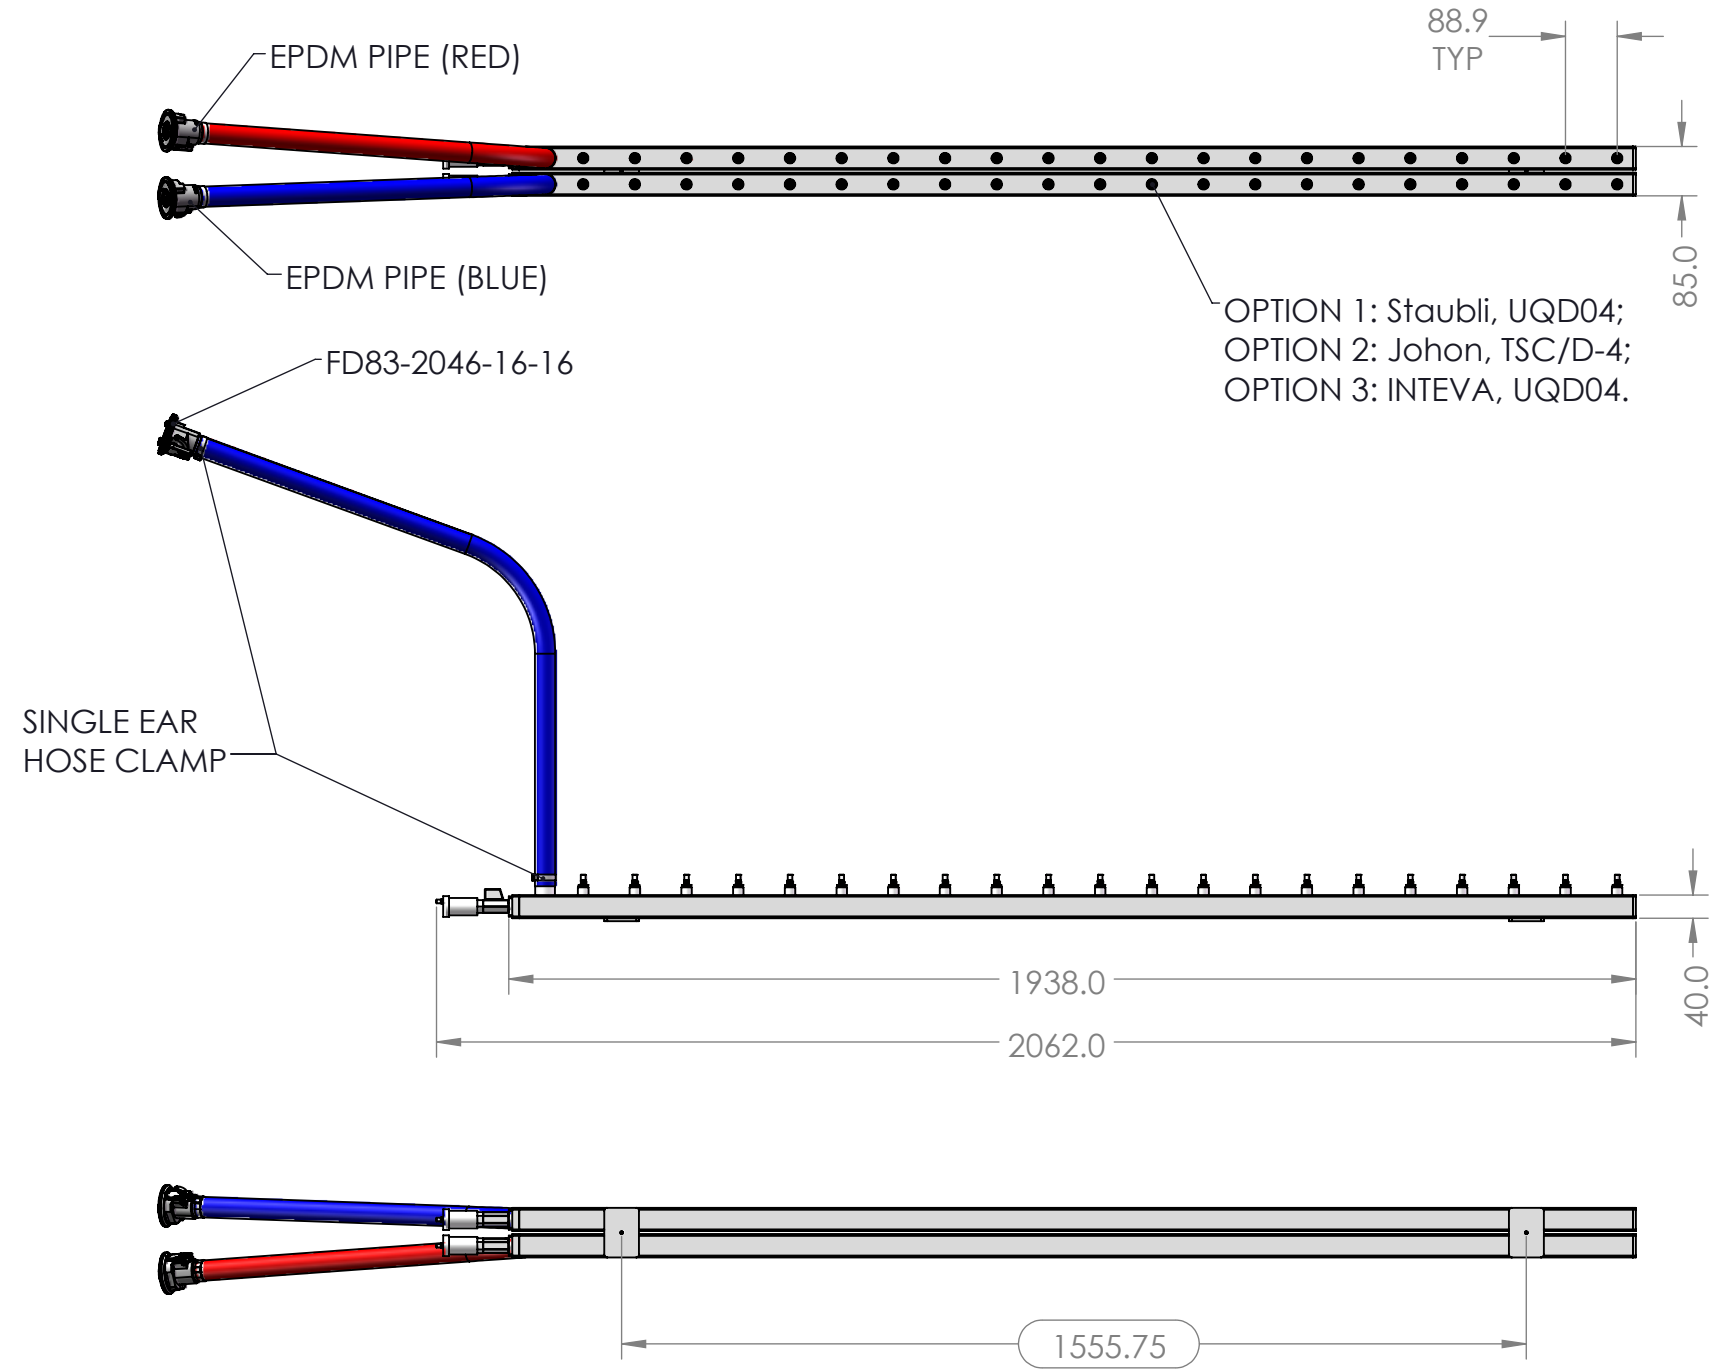 88.9
TYP
EPDM PIPE (RED)
EPDM PIPE (BLUE)
85.0
OPTION 1: Staubli, UQD04;
OPTION 2: Johon, TSC/D-4;
OPTION 3: INTEVA, UQD04.
FD83-2046-16-16
SINGLE EAR
HOSE CLAMP
1938.0
40.0
2062.0
1555.75